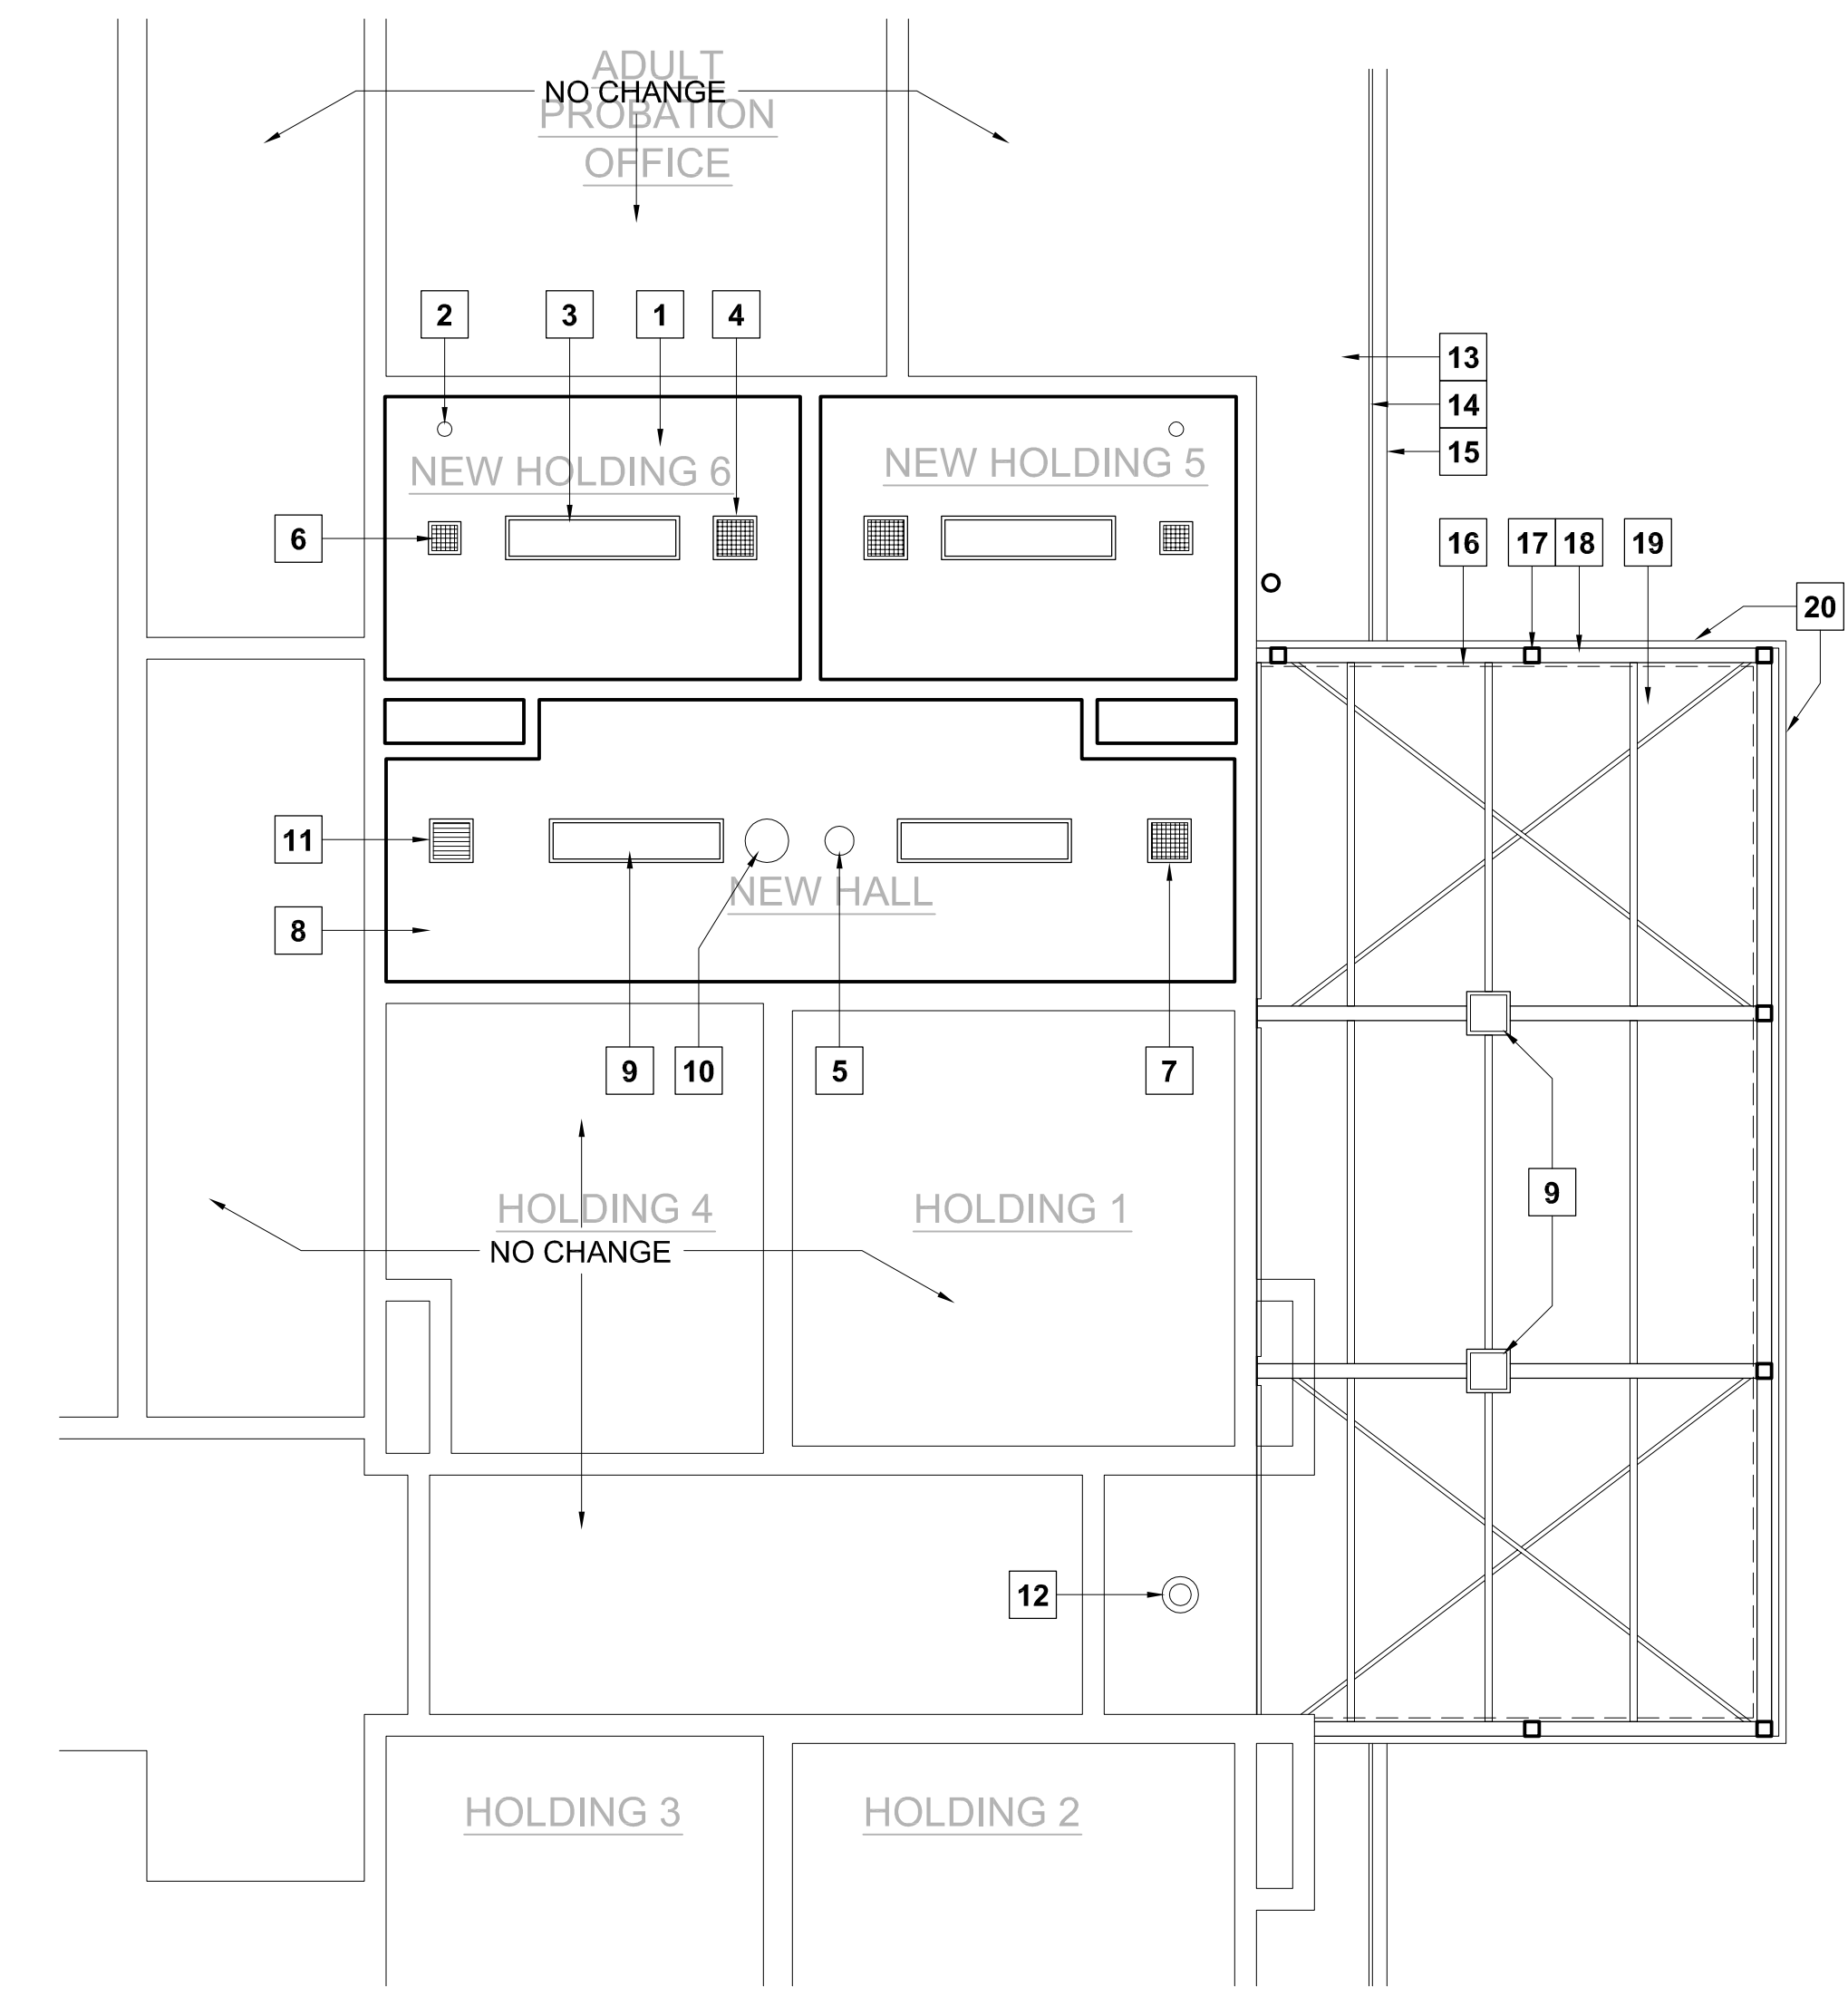 ADULT
NO CHANGE
PROBATION
OFFICE
2
3
1
4
13
14
15
NEW HOLDING 6
NEW HOLDING 5
6
16
17
18
19
20
11
NEW HALL
8
9
10
5
7
9
HOLDING 4
HOLDING 1
NO CHANGE
12
HOLDING 3
HOLDING 2